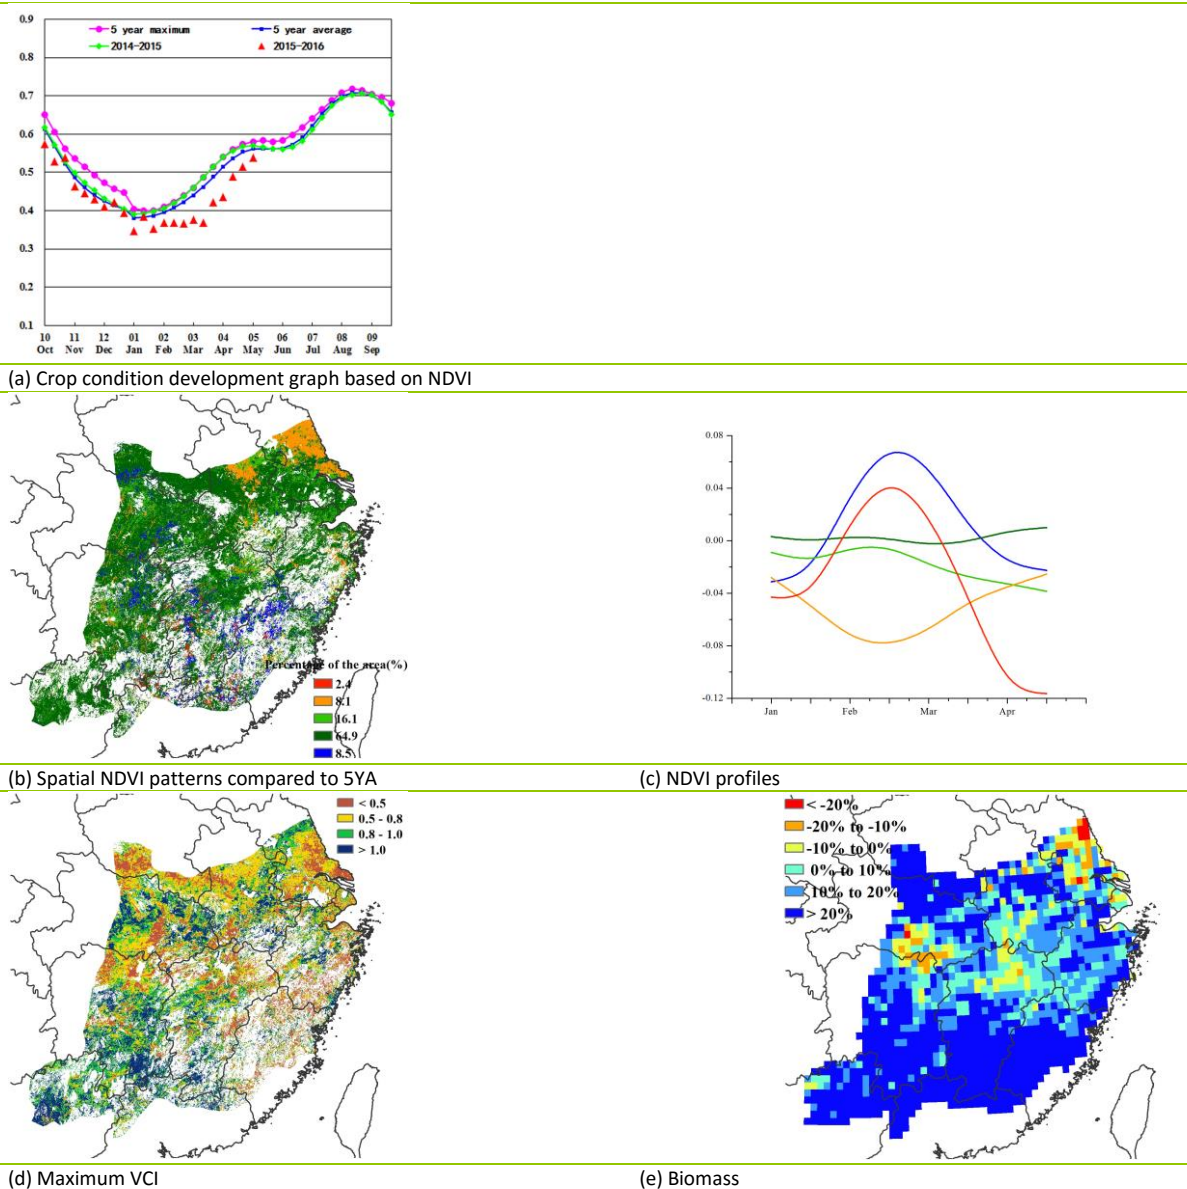 0.9
5 year maximum
5 year average
2014-2015
2015-2016
0.8
0.7
0.6
0.5
0.4
0.3
0.2
0.1
10 11 12 01 02 03 04 05 06 07 08 09
Oct Nov Dec Jan Feb Mar Apr May Jun Jul Aug Sep
(a) Crop condition development graph based on NDVI
Percentage of the area(%)
2.4
8.1
16.1
64.9
8.5
0.08
0.04
0.00
-0.04
-0.08
-0.12
Jan Feb Mar Apr
(b) Spatial NDVI patterns compared to 5YA
(c) NDVI profiles
< 0.5
0.5 - 0.8
0.8 - 1.0
> 1.0
< -20%
-20% to -10%
-10% to 0%
0% to 10%
10% to 20%
> 20%
(d) Maximum VCI
(e) Biomass